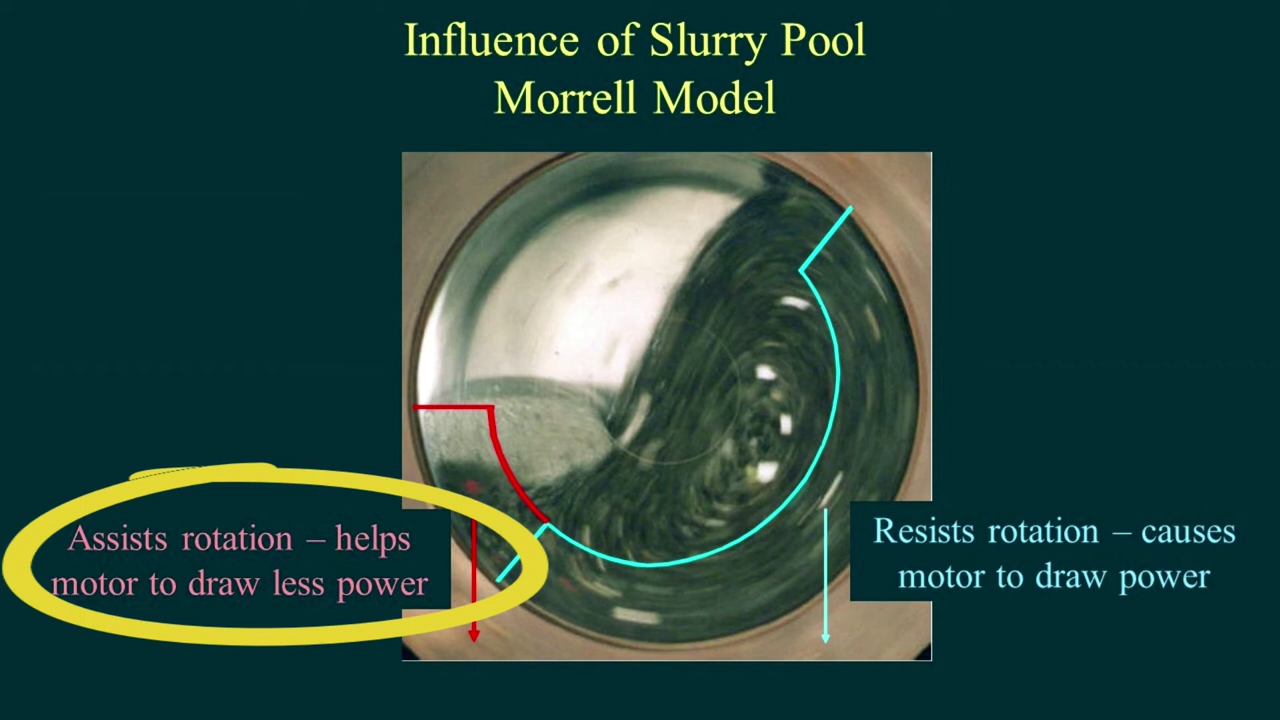 Influence of Slurry Pool
Morrell Model
Assists rotation – helps
motor to draw less power
Resists rotation – causes
motor to draw power